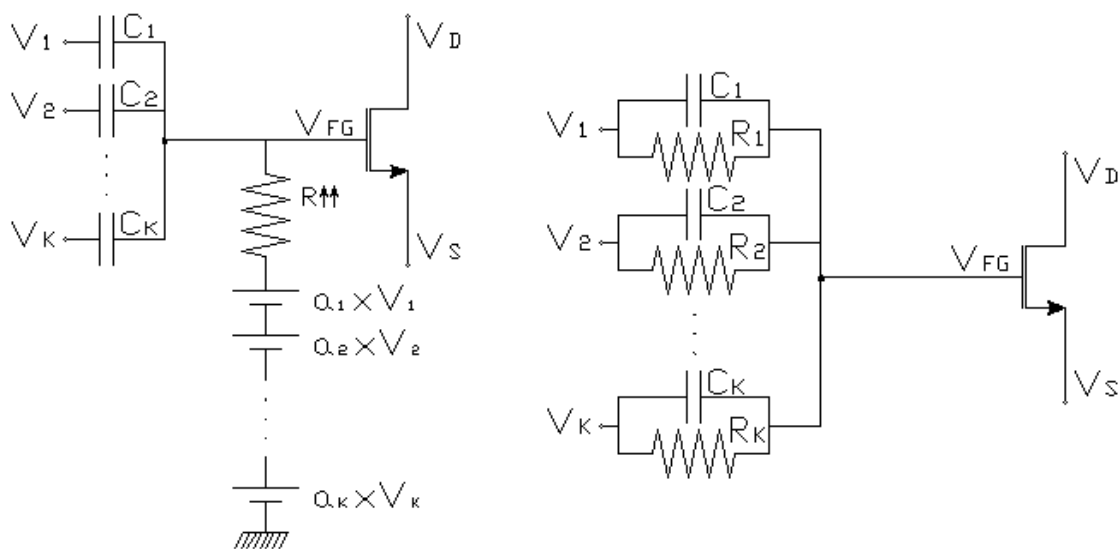 V1
C1
V2
C2
VK
CK
VFG
VD
VS
R⇈
a1×V1
a2×V2
aK×VK
V1
C1
R1
V2
C2
R2
VK
CK
RK
VFG
VD
VS